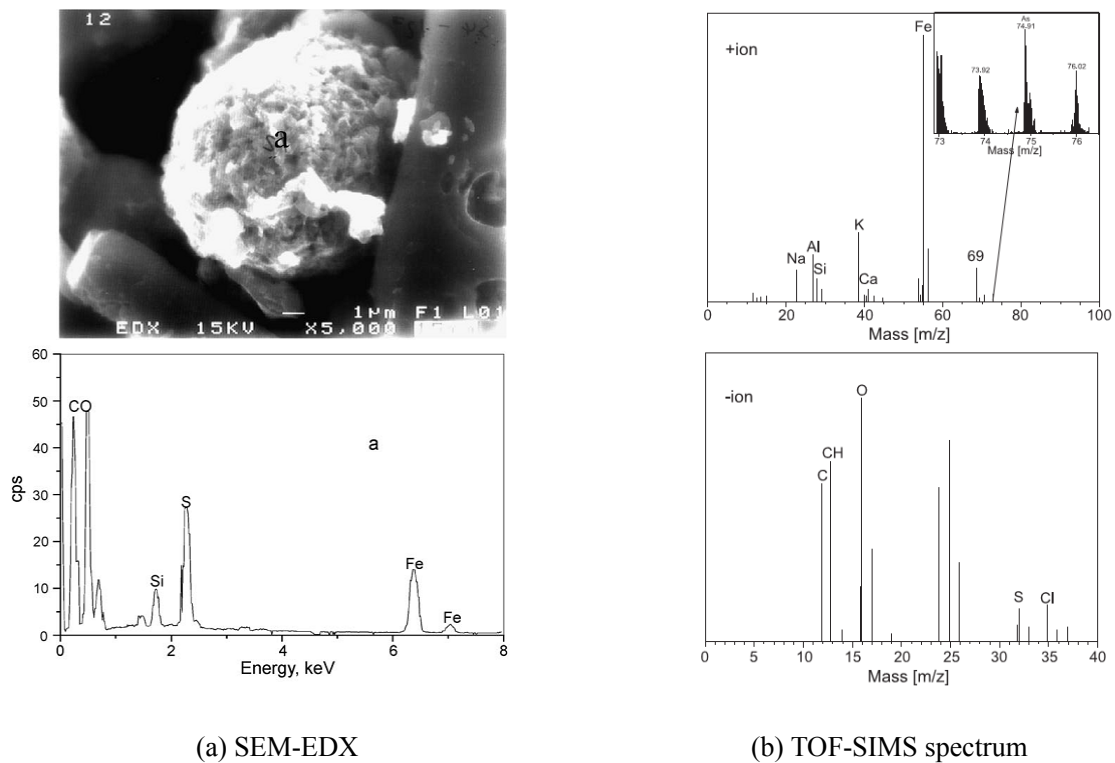 12
a
1µm F1 L01
EDX 15KV X5,000
60
50
40
30
20
10
0
cps
CO
Si
S
Fe
Fe
a
0 2 4 6 8
Energy, keV
(a) SEM-EDX
+ion
Fe
K
Al
Na
Si
Ca
69
As
74.91
73.92
76.02
73 74 75 76
Mass [m/z]
0 20 40 60 80 100
Mass [m/z]
-ion
O
CH
C
S
Cl
0 5 10 15 20 25 30 35 40
Mass [m/z]
(b) TOF-SIMS spectrum